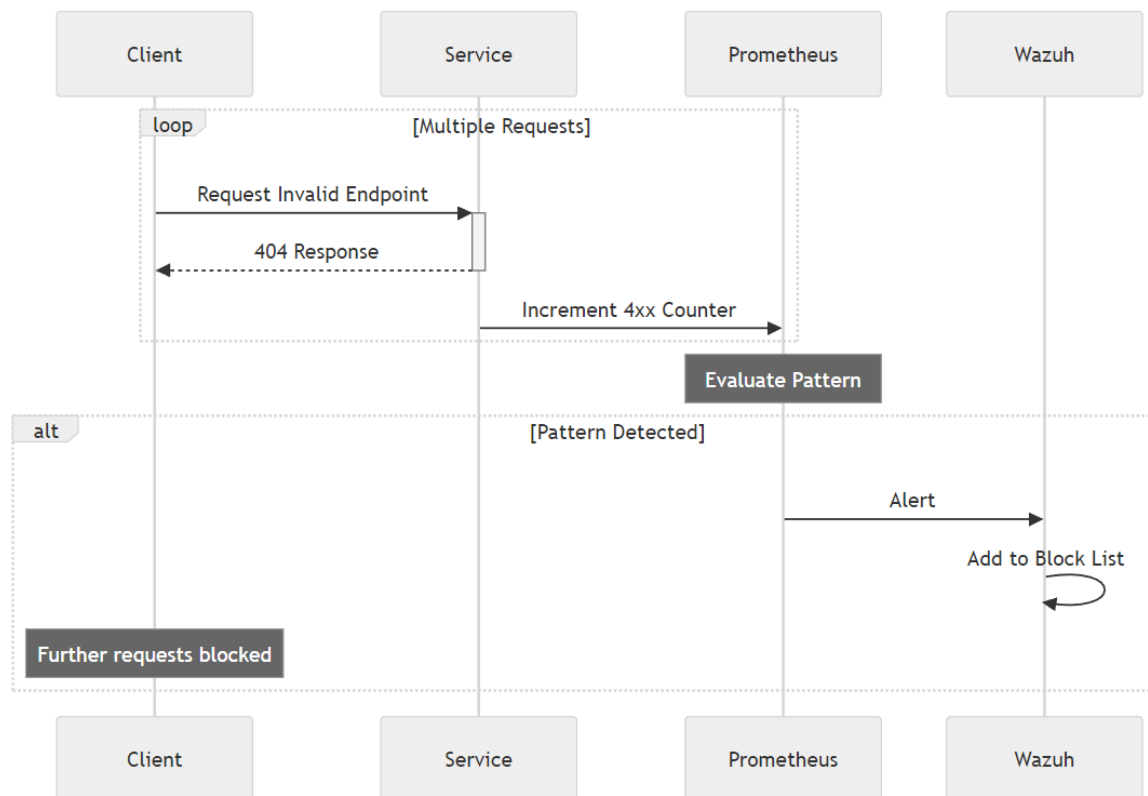 Client
Service
Prometheus
Wazuh
loop
[Multiple Requests]
Request Invalid Endpoint
404 Response
Increment 4xx Counter
Evaluate Pattern
alt
[Pattern Detected]
Alert
Add to Block List
Further requests blocked
Client
Service
Prometheus
Wazuh